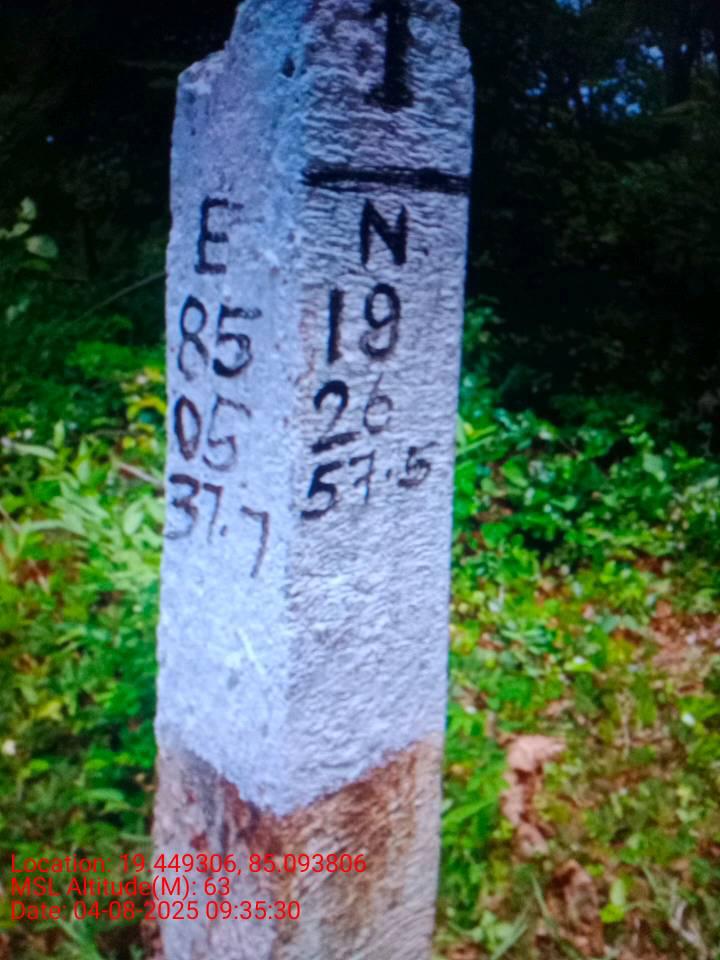 1
N
19
26
57.5
E
85
05
37.7
Location: 19.449306, 85.093806
MSL Altitude(M): 63
Date: 04-08-2025 09:35:30